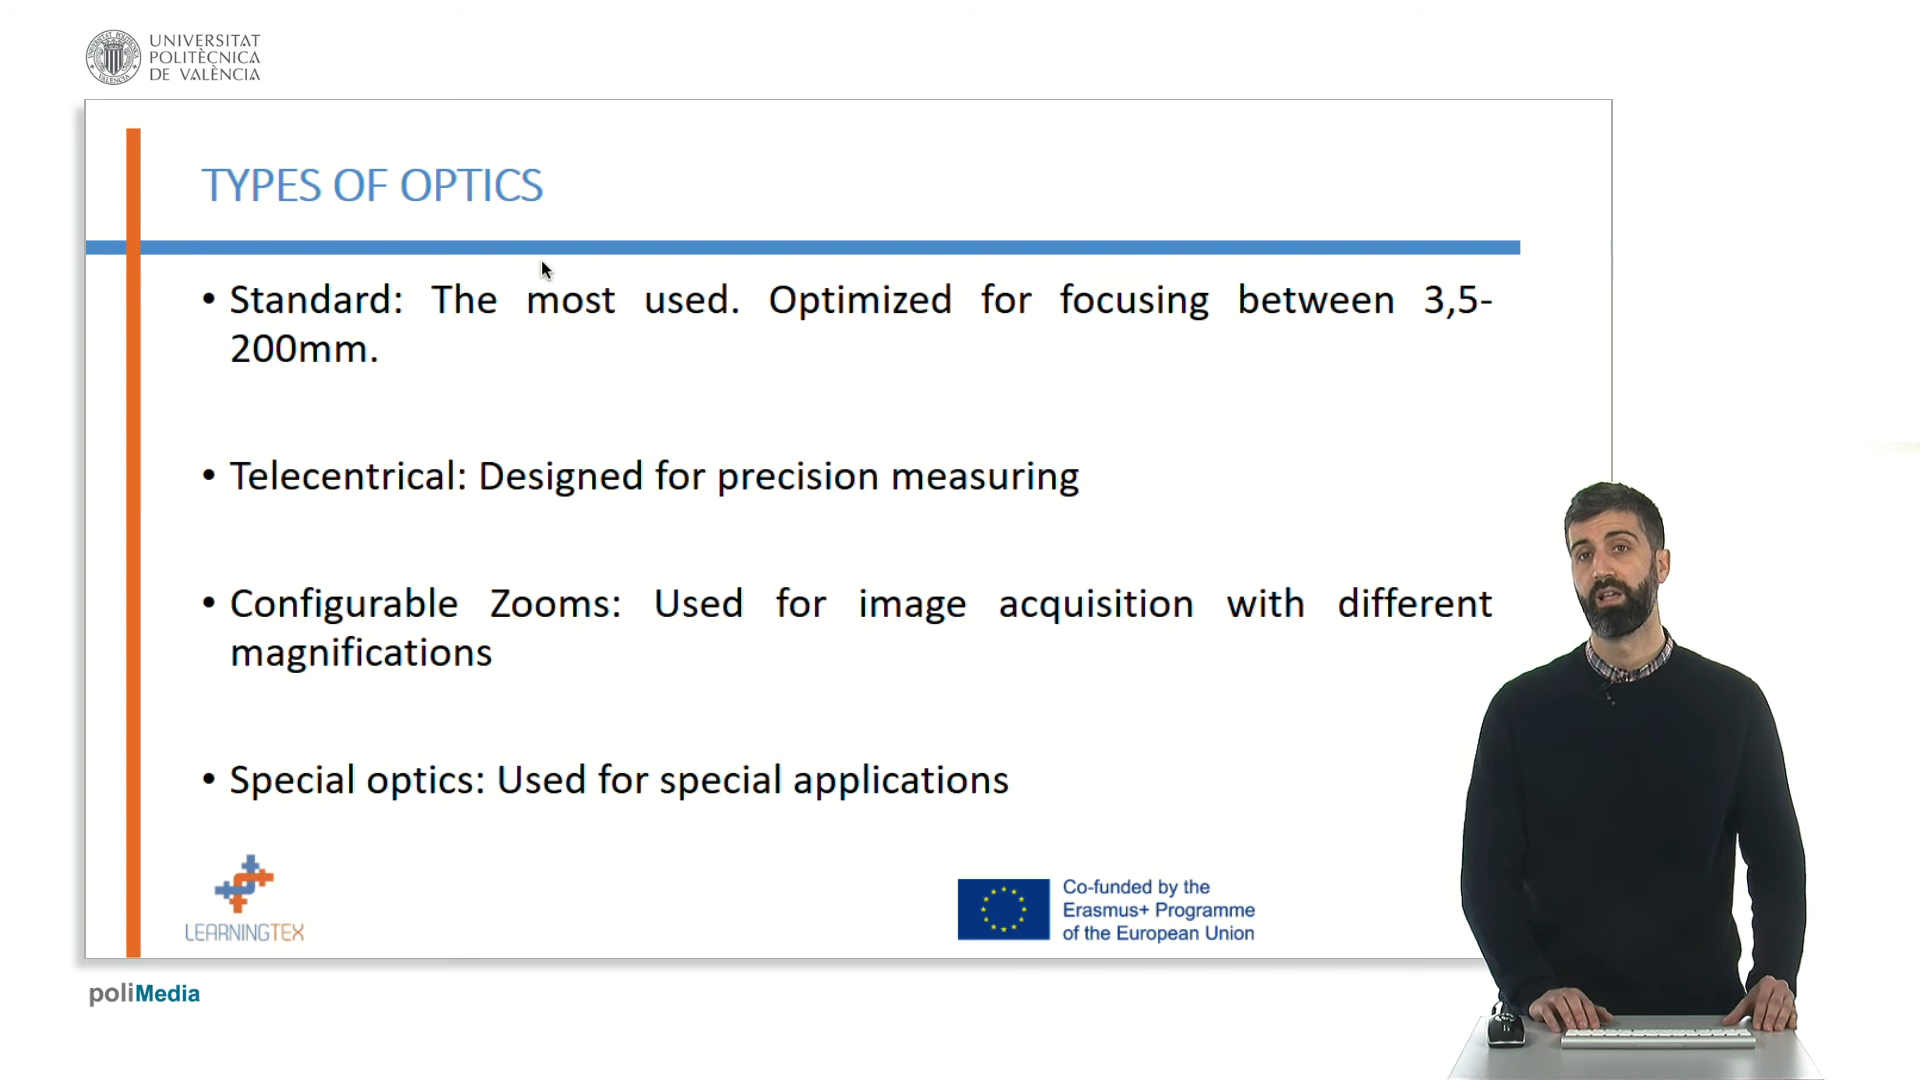 UNIVERSITAT
POLITÈCNICA
DE VALÈNCIA
TYPES OF OPTICS
• Standard: The most used. Optimized for focusing between 3,5-
200mm.
• Telecentrical: Designed for precision measuring
• Configurable Zooms: Used for image acquisition with different
magnifications
• Special optics: Used for special applications
LEARNINGTEX
Co-funded by the
Erasmus+ Programme
of the European Union
poliMedia